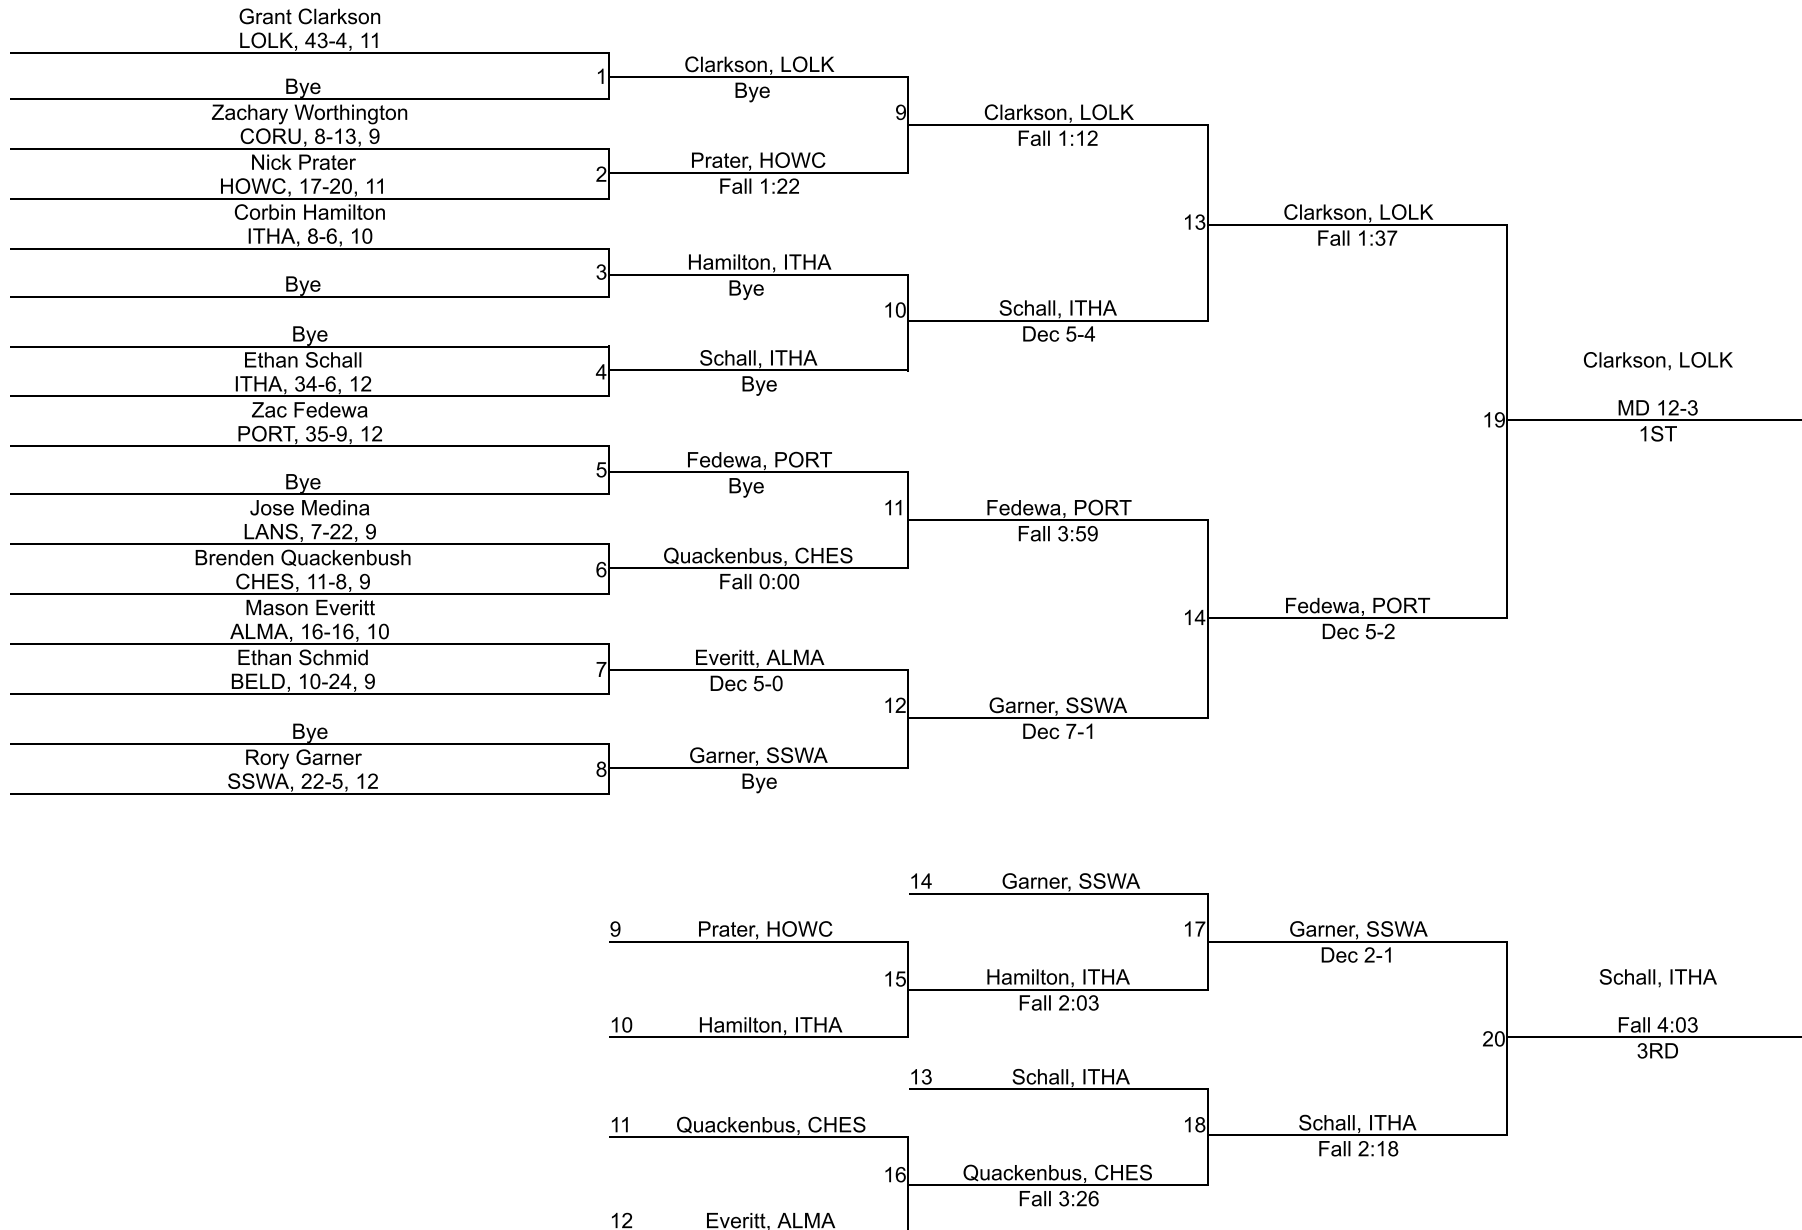 Grant Clarkson
LOLK, 43-4, 11
Bye
Zachary Worthington
CORU, 8-13, 9
Nick Prater
HOWC, 17-20, 11
Corbin Hamilton
ITHA, 8-6, 10
Bye
Bye
Ethan Schall
ITHA, 34-6, 12
Zac Fedewa
PORT, 35-9, 12
Bye
Jose Medina
LANS, 7-22, 9
Brenden Quackenbush
CHES, 11-8, 9
Mason Everitt
ALMA, 16-16, 10
Ethan Schmid
BELD, 10-24, 9
Bye
Rory Garner
SSWA, 22-5, 12
1
Clarkson, LOLK
Bye
2
Prater, HOWC
Fall 1:22
3
Hamilton, ITHA
Bye
4
Schall, ITHA
Bye
5
Fedewa, PORT
Bye
6
Quackenbus, CHES
Fall 0:00
7
Everitt, ALMA
Dec 5-0
8
Garner, SSWA
Bye
9
Clarkson, LOLK
Fall 1:12
10
Schall, ITHA
Dec 5-4
11
Fedewa, PORT
Fall 3:59
12
Garner, SSWA
Dec 7-1
13
Clarkson, LOLK
Fall 1:37
14
Fedewa, PORT
Dec 5-2
19
Clarkson, LOLK
MD 12-3
1ST
14 Garner, SSWA
9 Prater, HOWC
10 Hamilton, ITHA
15
Hamilton, ITHA
Fall 2:03
17
Garner, SSWA
Dec 2-1
13 Schall, ITHA
11 Quackenbus, CHES
12 Everitt, ALMA
16
Quackenbus, CHES
Fall 3:26
18
Schall, ITHA
Fall 2:18
20
Schall, ITHA
Fall 4:03
3RD